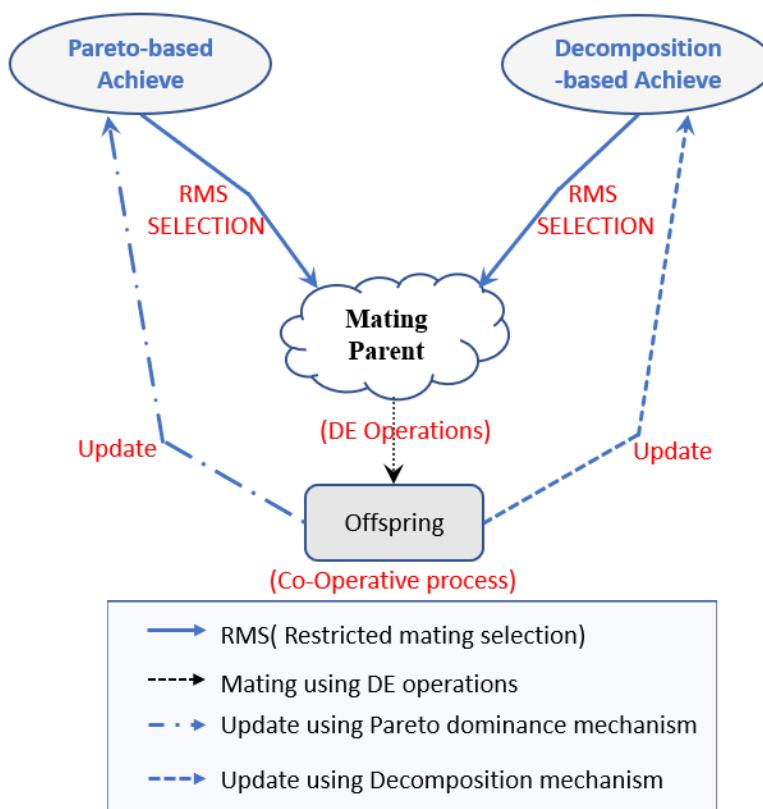 Pareto-based
Achieve
Decomposition
-based Achieve
RMS
SELECTION
RMS
SELECTION
Mating
Parent
(DE Operations)
Update
Update
Offspring
(Co-Operative process)
RMS( Restricted mating selection)
Mating using DE operations
Update using Pareto dominance mechanism
Update using Decomposition mechanism